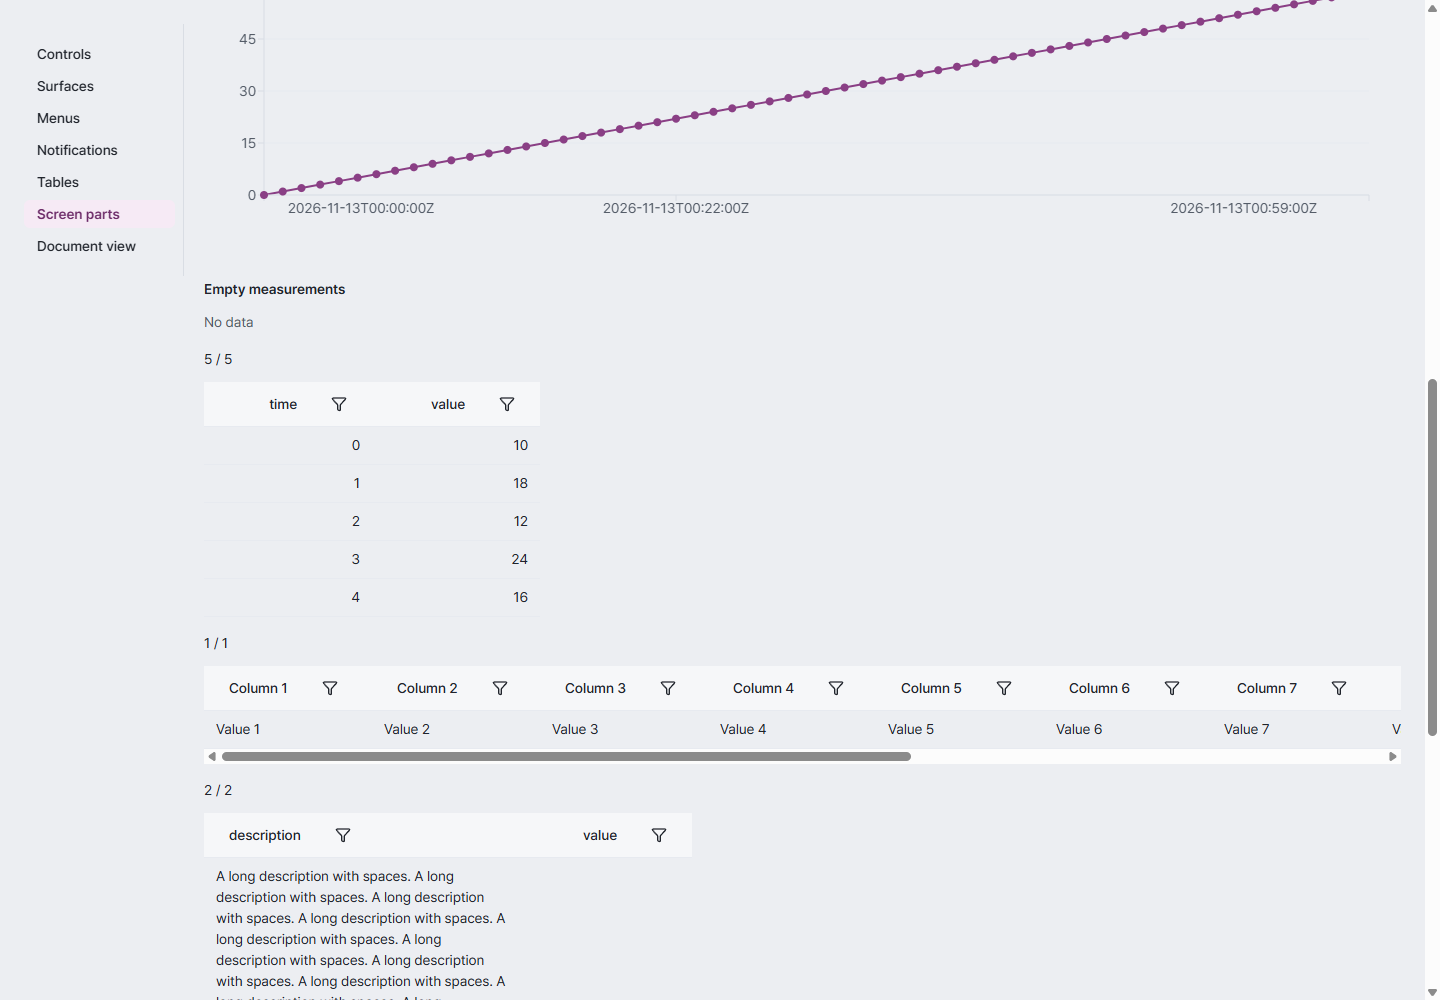 Controls
Surfaces
Menus
Notifications
Tables
Screen parts
Document view
45
30
15
0
2026-11-13T00:00:00Z 2026-11-13T00:22:00Z 2026-11-13T00:59:00Z
Empty measurements
No data
5 / 5
time value
0 10
1 18
2 12
3 24
4 16
1 / 1
Column 1 Column 2 Column 3 Column 4 Column 5 Column 6 Column 7
Value 1 Value 2 Value 3 Value 4 Value 5 Value 6 Value 7 V
2 / 2
description value
A long description with spaces. A long
description with spaces. A long description
with spaces. A long description with spaces. A
long description with spaces. A long
description with spaces. A long description
with spaces. A long description with spaces. A
long description with spaces. A long